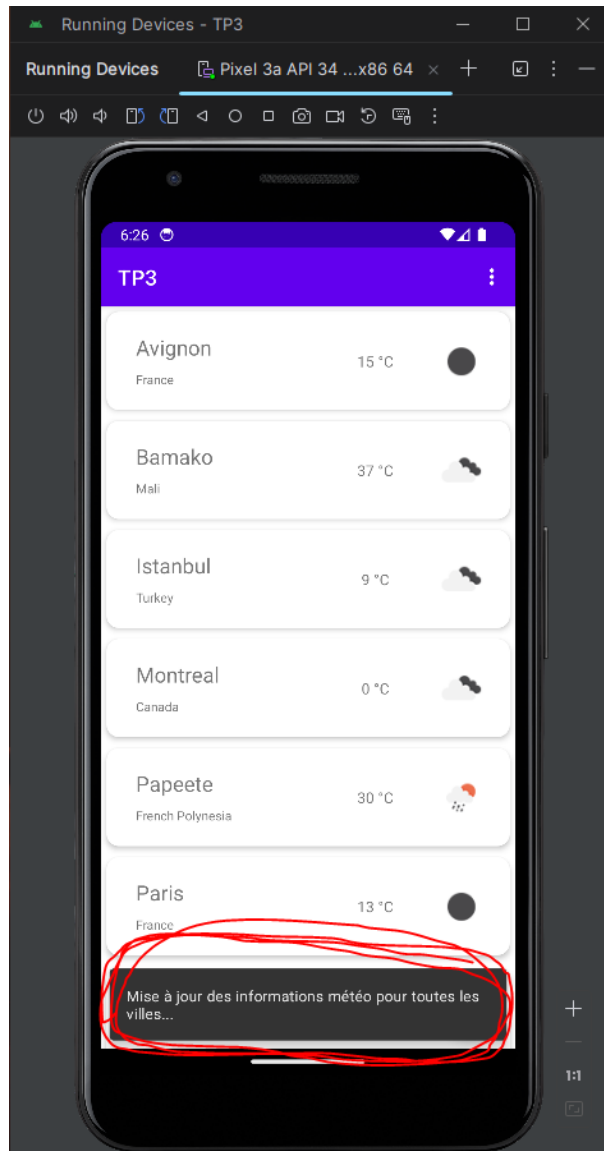 Running Devices - TP3
Running Devices
Pixel 3a API 34 ...x86 64
6:26
TP3
Avignon
15 °C
France
Bamako
37 °C
Mali
Istanbul
9 °C
Turkey
Montreal
0 °C
Canada
Papeete
30 °C
French Polynesia
Paris
13 °C
France
Mise à jour des informations météo pour toutes les
villes...
1:1